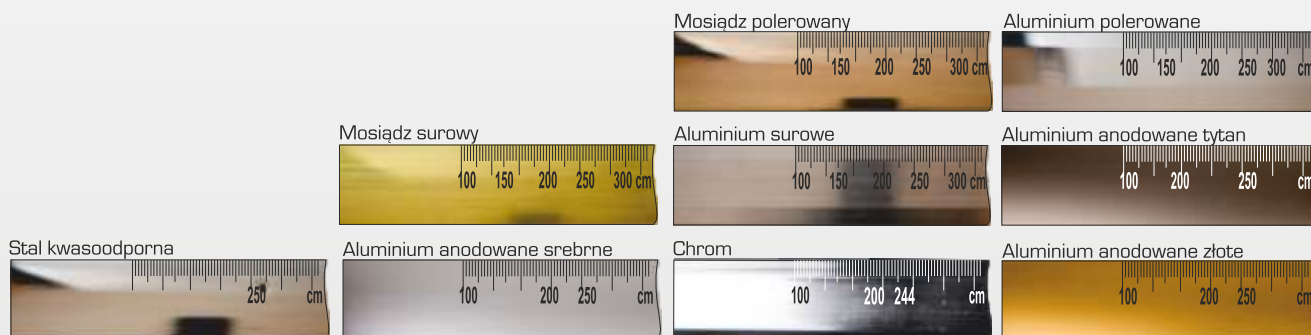 Mosiądz polerowany
100 150 200 250 300 cm
Aluminium polerowane
100 150 200 250 300 cm
Mosiądz surowy
100 150 200 250 300 cm
Aluminium surowe
100 150 200 250 300 cm
Aluminium anodowane tytan
100 200 250 cm
Stal kwasoodporna
250 cm
Aluminium anodowane srebrne
100 200 250 cm
Chrom
100 200 244 cm
Aluminium anodowane złote
100 200 250 cm